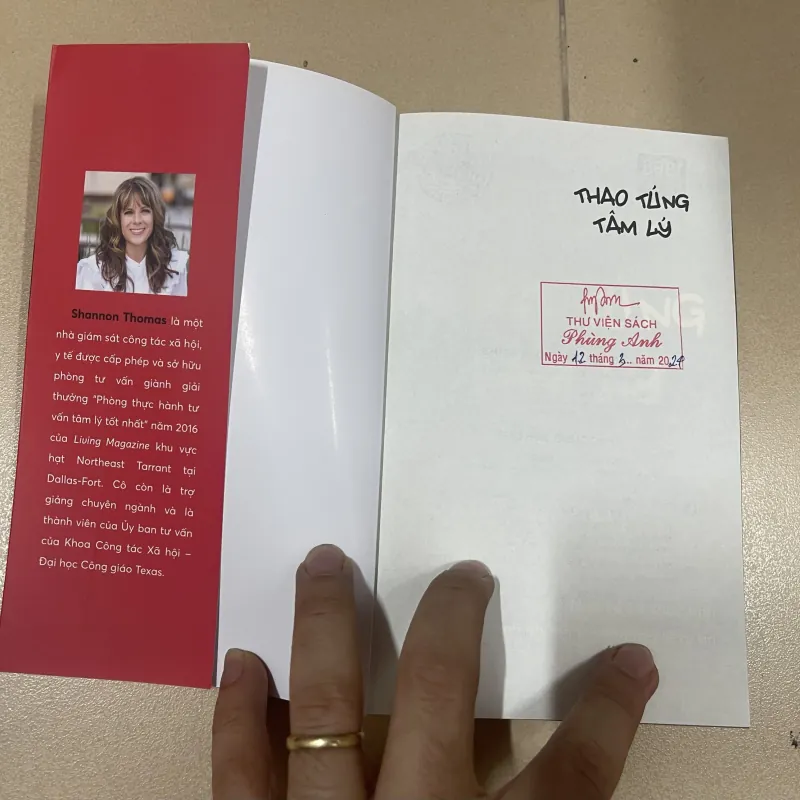 Shannon Thomas là một
nhà giám sát công tác xã hội,
y tế được cấp phép và sở hữu
phòng tư vấn giành giải
thưởng "Phòng thực hành tư
vấn tâm lý tốt nhất" năm 2016
của Living Magazine khu vực
hạt Northeast Tarrant tại
Dallas-Fort. Cô còn là trợ
giảng chuyên ngành và là
thành viên của Ủy ban tư vấn
của Khoa Công tác Xã hội –
Đại học Công giáo Texas.
THAO TÚNG
TÂM LÝ
THƯ VIỆN SÁCH
Phùng Anh
Ngày 12 tháng 3.. năm 2024